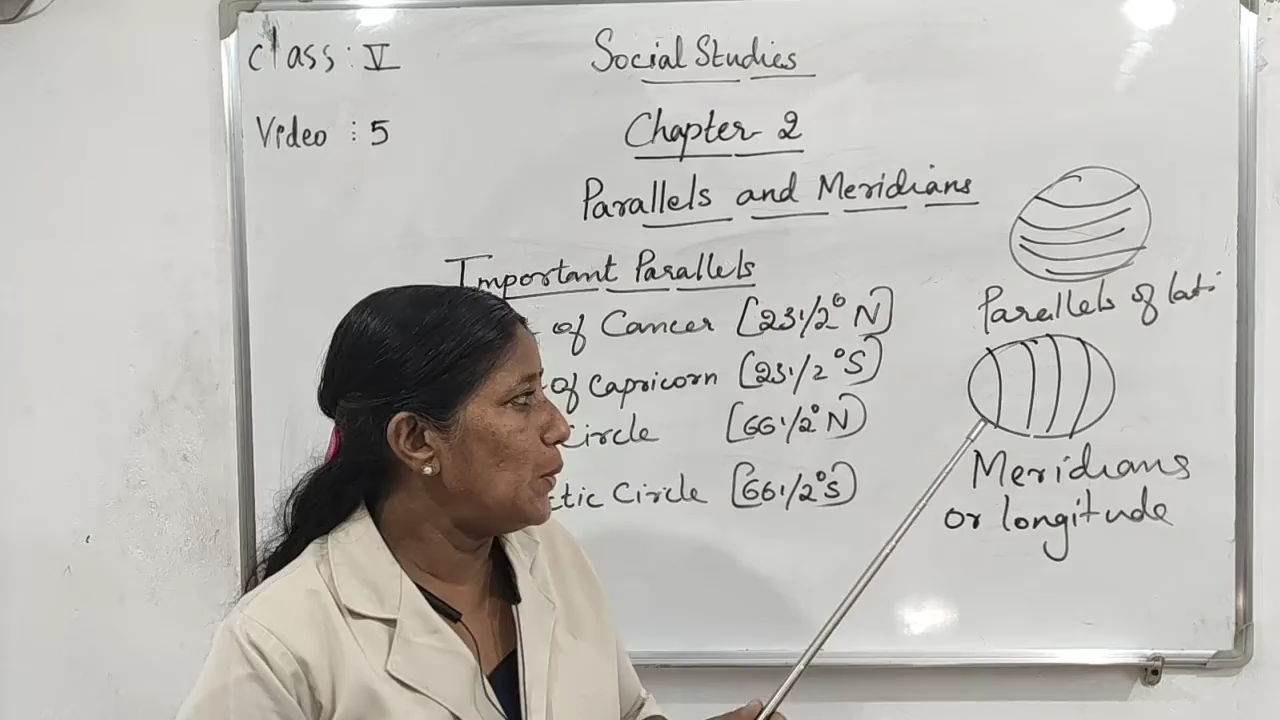 Class : V
Social Studies
Video : 5
Chapter-2
Parallels and Meridians
Important Parallels
of Cancer [23 1/2° N]
of Capricorn [23 1/2° S]
Circle [66 1/2° N]
tic Circle [66 1/2° S]
Parallels of lati
Meridians
or longitude